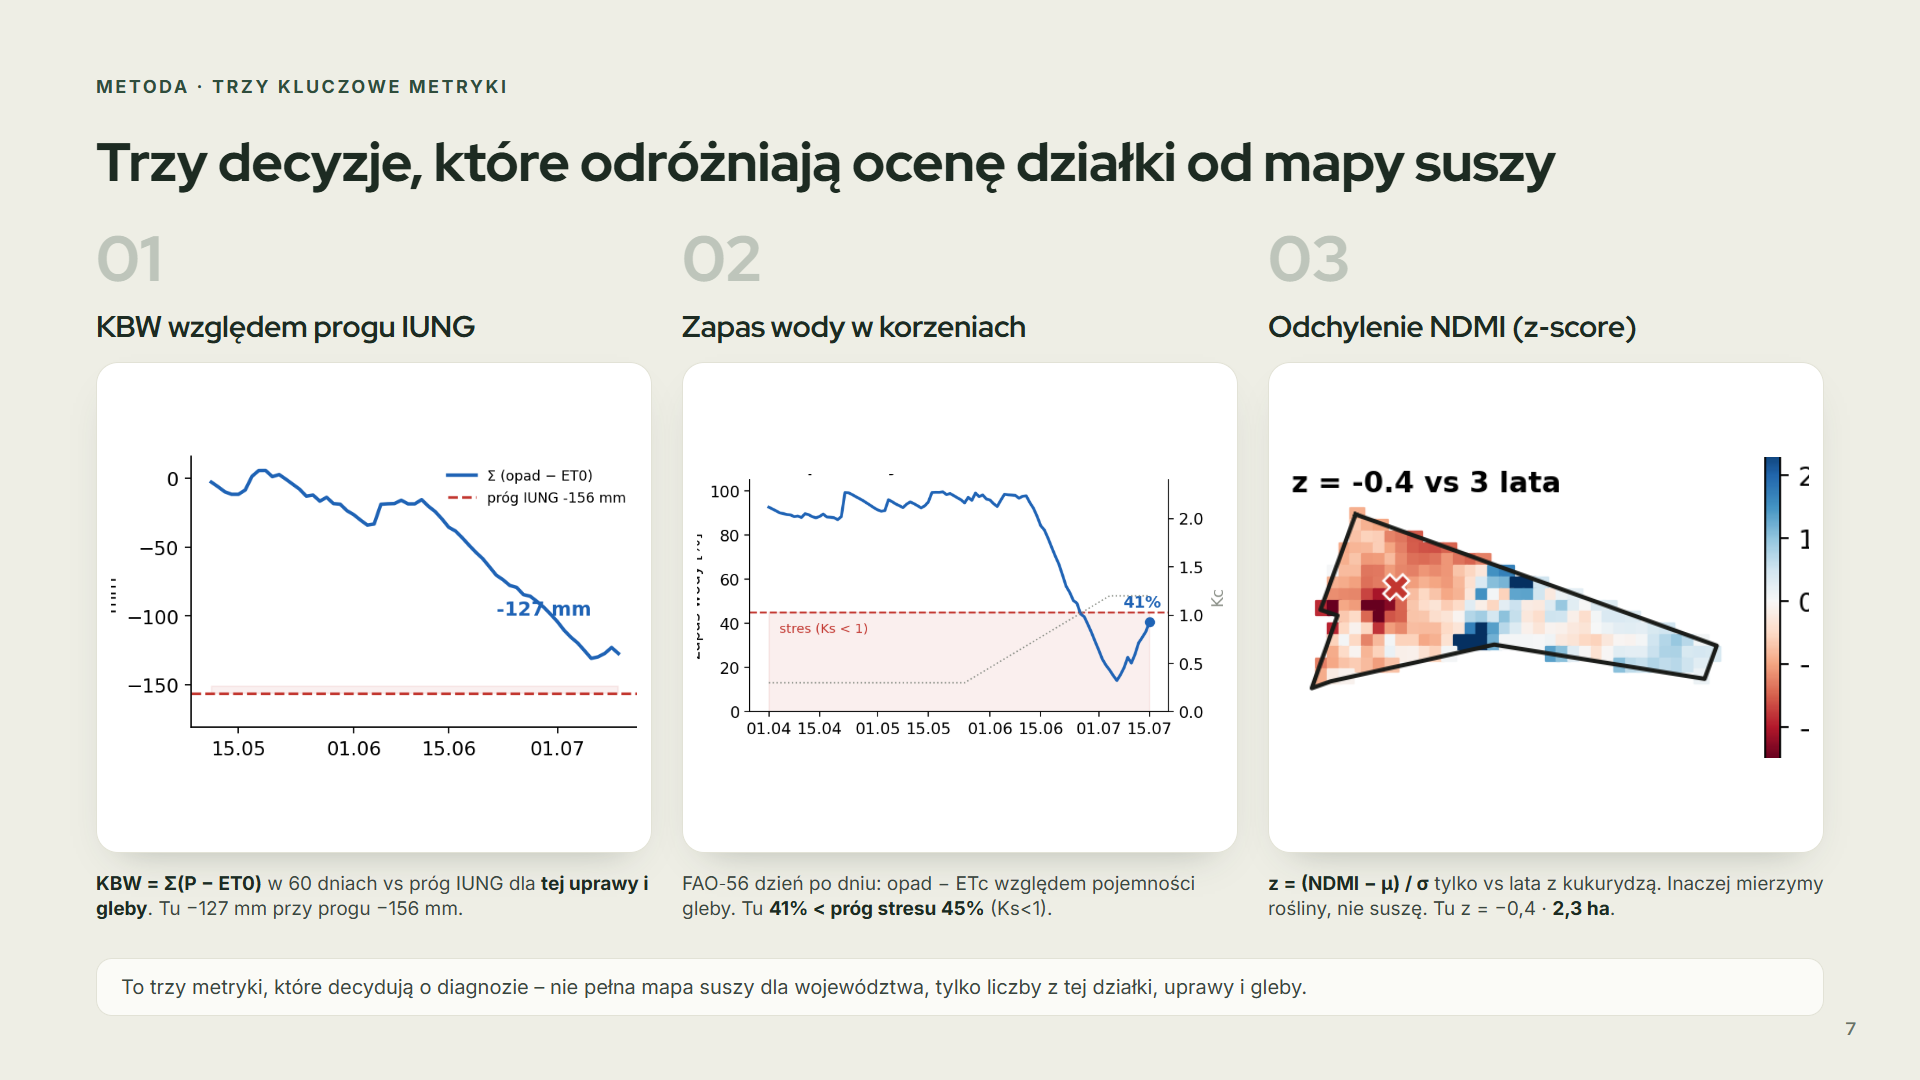 METODA · TRZY KLUCZOWE METRYKI
Trzy decyzje, które odróżniają ocenę działki od mapy suszy
01
KBW względem progu IUNG
0
−50
−100
−150
Σ (opad − ET0)
próg IUNG -156 mm
-127 mm
15.05 01.06 15.06 01.07
KBW = Σ(P − ET0) w 60 dniach vs próg IUNG dla tej uprawy i
gleby. Tu −127 mm przy progu −156 mm.
02
Zapas wody w korzeniach
100
80
60
40
20
0
2.0
1.5
1.0
0.5
0.0
Kc
41%
stres (Ks < 1)
01.04 15.04 01.05 15.05 01.06 15.06 01.07 15.07
FAO-56 dzień po dniu: opad − ETc względem pojemności
gleby. Tu 41% < próg stresu 45% (Ks<1).
03
Odchylenie NDMI (z-score)
z = -0.4 vs 3 lata
2
1
0
z = (NDMI − μ) / σ tylko vs lata z kukurydzą. Inaczej mierzymy
rośliny, nie suszę. Tu z = −0,4 · 2,3 ha.
To trzy metryki, które decydują o diagnozie – nie pełna mapa suszy dla województwa, tylko liczby z tej działki, uprawy i gleby.
7